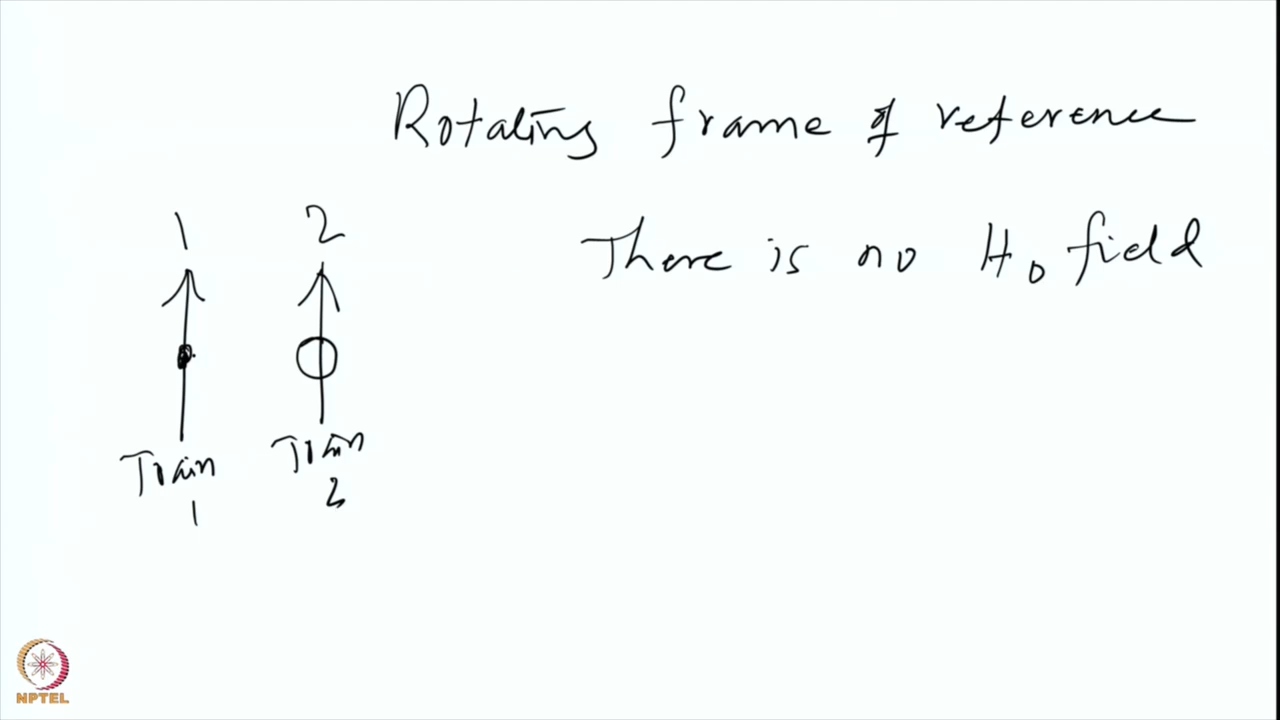 Rotating frame of reference
There is no H₀ field
1 2
Train Train
1 2
NPTEL